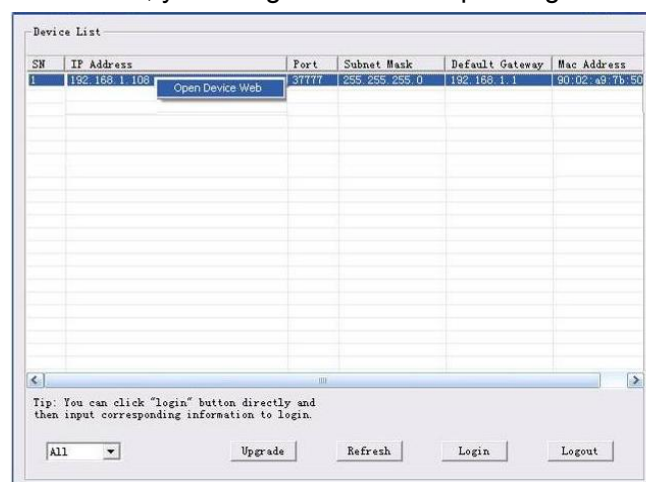 Device List
SN IP Address Port Subnet Mask Default Gateway Mac Address
1 192.168.1.108 37777 255.255.255.0 192.168.1.1 90:02:a9:7b:50
Open Device Web
Tip: You can click "login" button directly and
then input corresponding information to login.
All Upgrade Refresh Login Logout